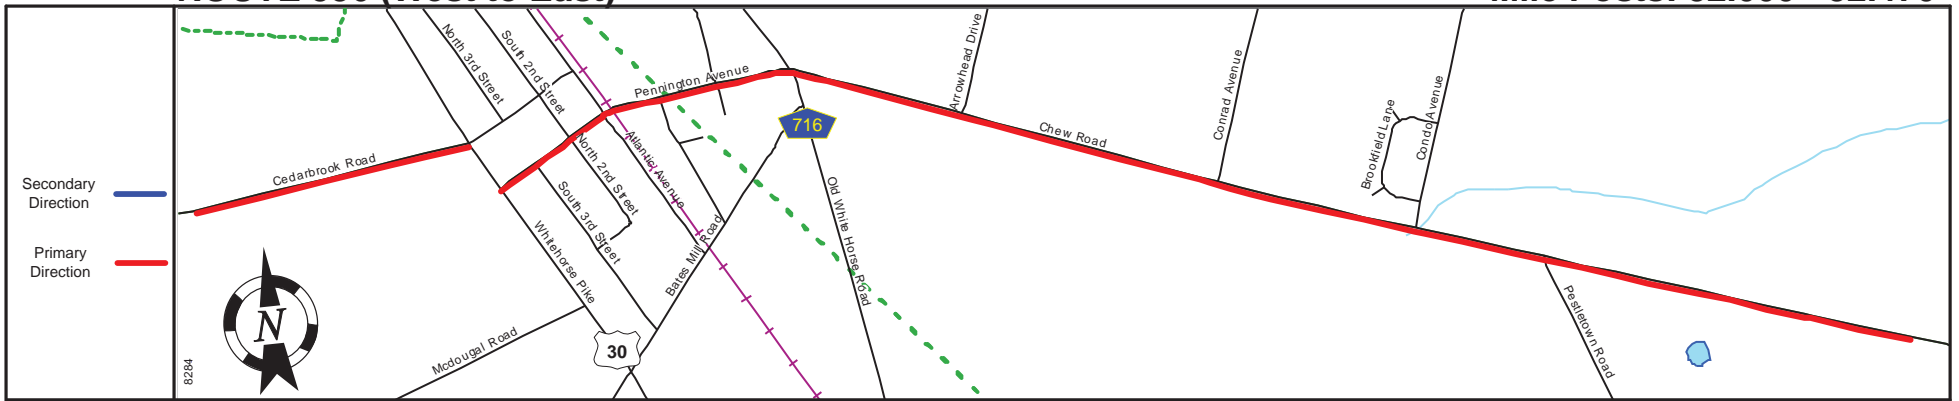 Secondary
Direction
Primary
Direction
8284
N
Cedarbrook Road
North 3rd Street
South 2nd Street
Pennington Avenue
Atlantic Avenue
North 2nd Street
South 3rd Street
Whitehorse Pike
Mcdougal Road
30
Bates Mill Road
716
Old White Horse Road
Arrowhead Drive
Chew Road
Conrad Avenue
Brookfield Lane
Condo Avenue
Pestletown Road